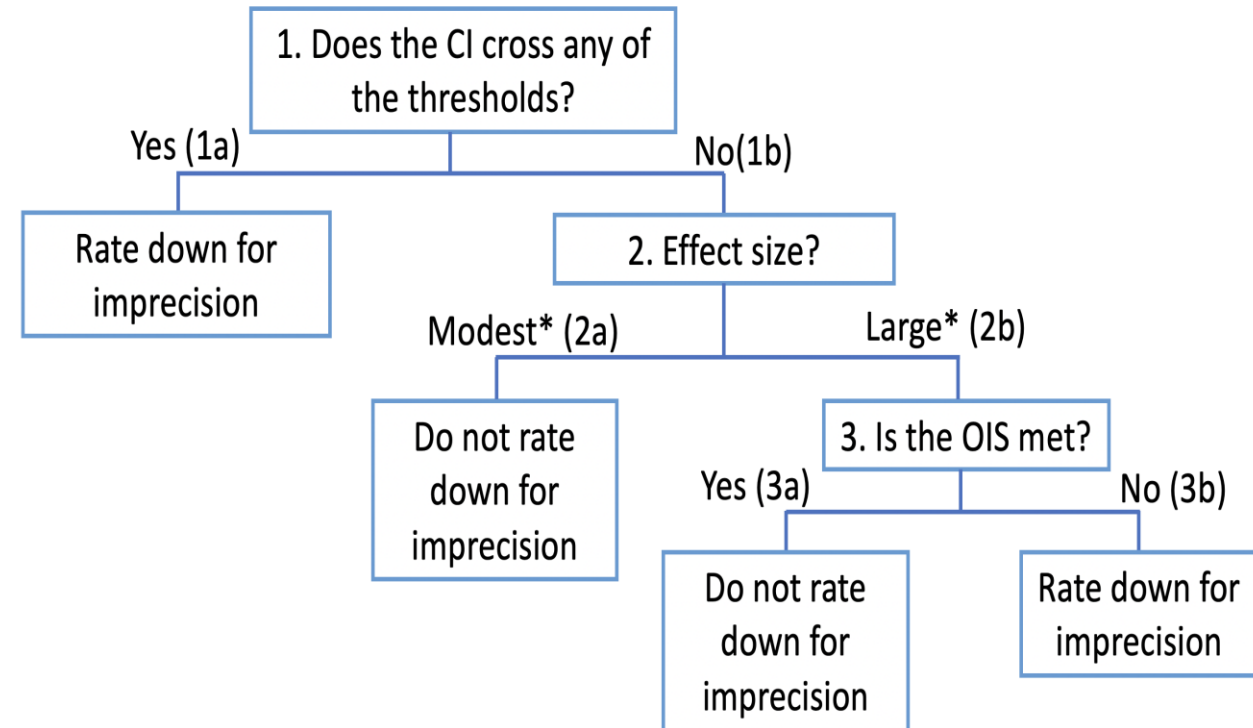 1. Does the CI cross any of
the thresholds?
Yes (1a)
No(1b)
Rate down for
imprecision
2. Effect size?
Modest* (2a)
Large* (2b)
Do not rate
down for
imprecision
3. Is the OIS met?
Yes (3a)
No (3b)
Do not rate
down for
imprecision
Rate down for
imprecision